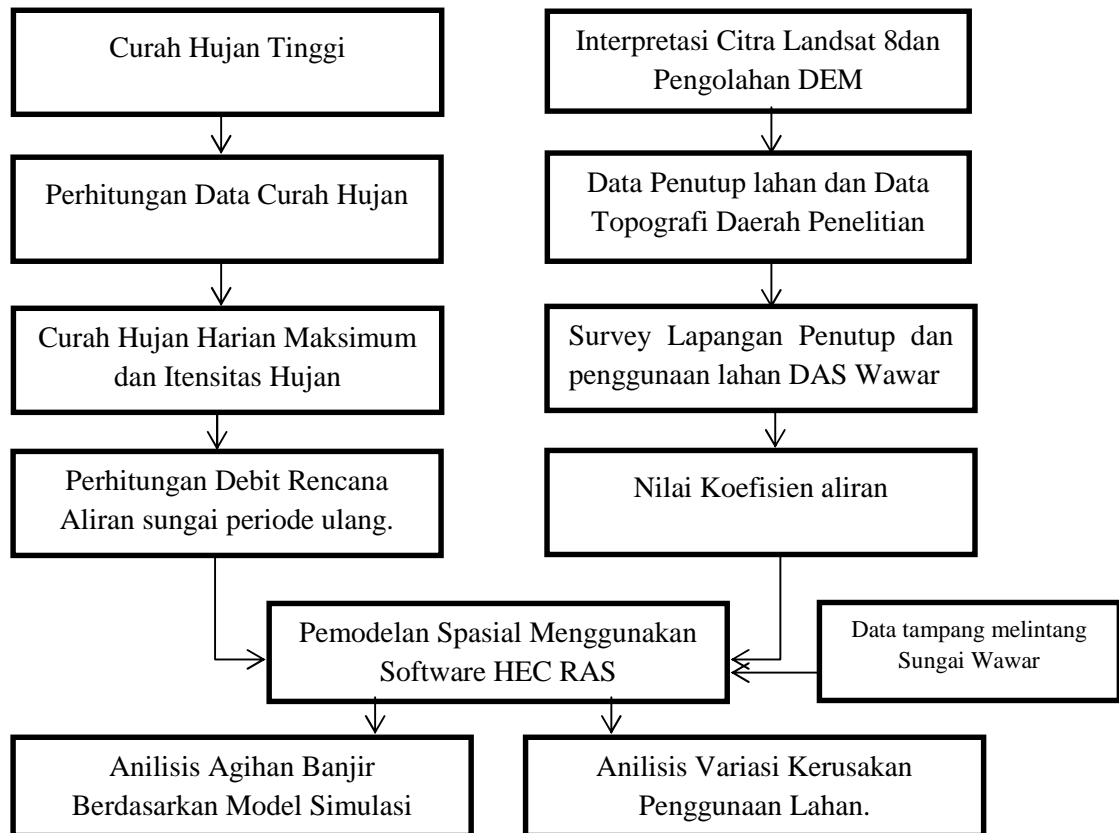 Curah Hujan Tinggi
Interpretasi Citra Landsat 8dan
Pengolahan DEM
Perhitungan Data Curah Hujan
Data Penutup lahan dan Data
Topografi Daerah Penelitian
Curah Hujan Harian Maksimum
dan Itensitas Hujan
Survey Lapangan Penutup dan
penggunaan lahan DAS Wawar
Perhitungan Debit Rencana
Aliran sungai periode ulang.
Nilai Koefisien aliran
Pemodelan Spasial Menggunakan
Software HEC RAS
Data tampang melintang
Sungai Wawar
Anilisis Agihan Banjir
Berdasarkan Model Simulasi
Anilisis Variasi Kerusakan
Penggunaan Lahan.